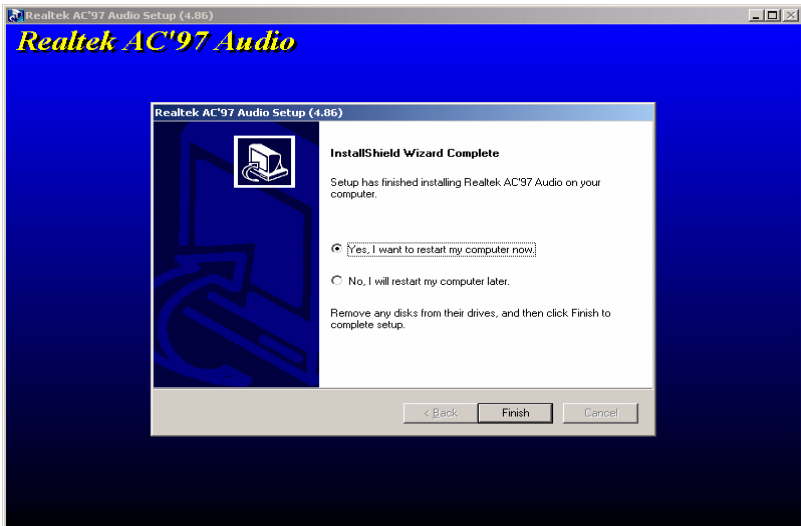 Realtek AC'97 Audio Setup (4.86)
Realtek AC'97 Audio
Realtek AC'97 Audio Setup (4.86)
InstallShield Wizard Complete
Setup has finished installing Realtek AC'97 Audio on your
computer.
Yes, I want to restart my computer now.
No, I will restart my computer later.
Remove any disks from their drives, and then click Finish to
complete setup.
< Back
Finish
Cancel